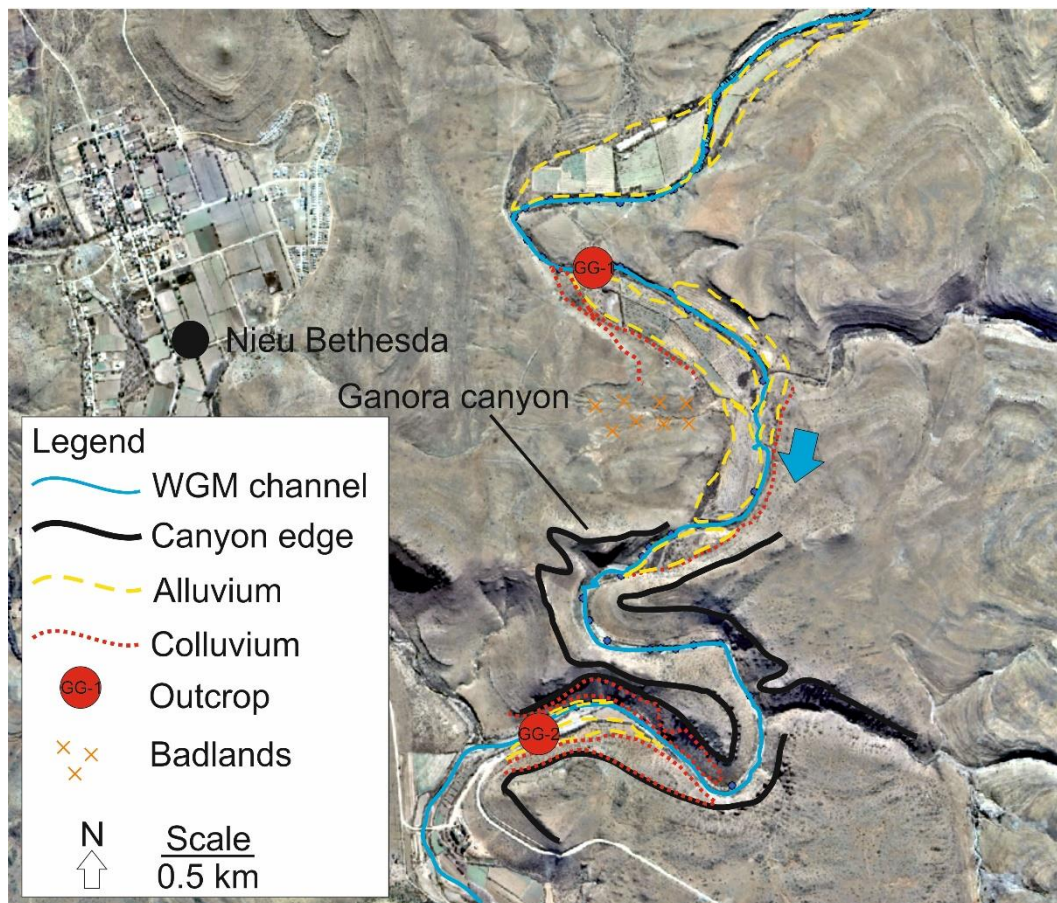 GG-1
Nieu Bethesda
Ganora canyon
Legend
WGM channel
Canyon edge
Alluvium
Colluvium
GG-1
Outcrop
GG-2
Badlands
N
Scale
0.5 km